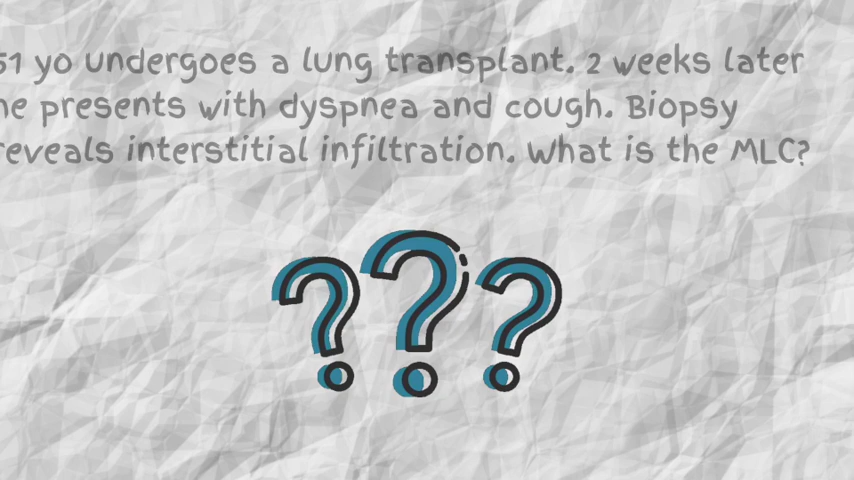 51 yo undergoes a lung transplant. 2 weeks later
he presents with dyspnea and cough. Biopsy
reveals interstitial infiltration. What is the MLC?
???